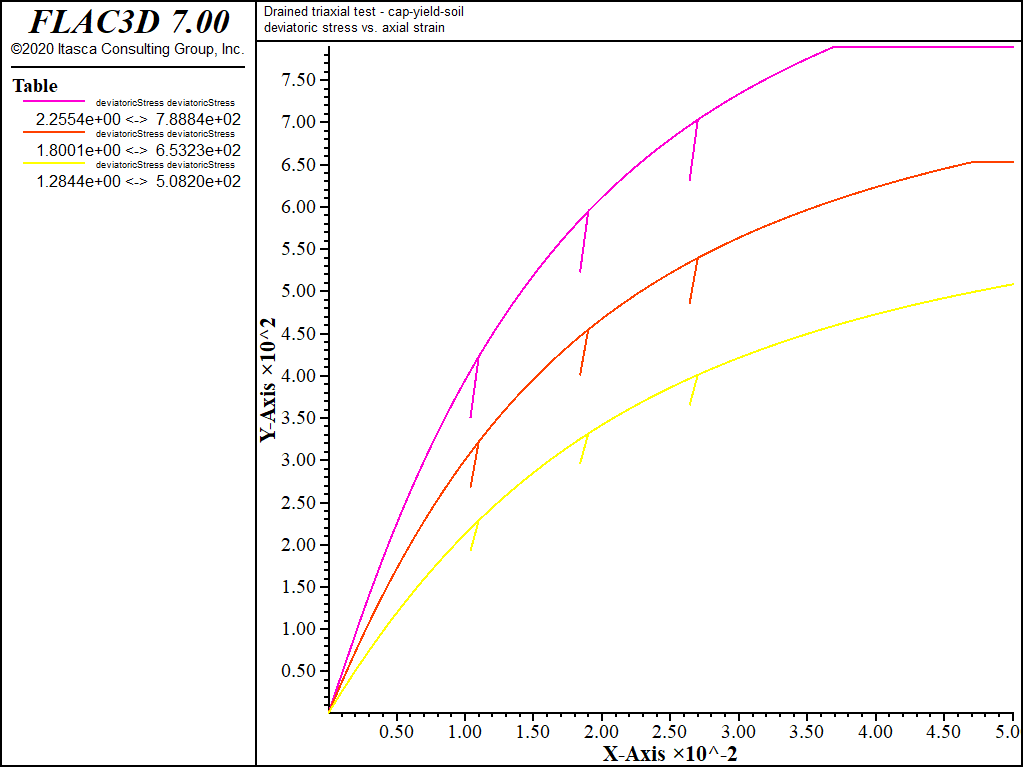 FLAC3D 7.00
©2020 Itasca Consulting Group, Inc.
Table
deviatoricStress deviatoricStress
2.2554e+00 <-> 7.8884e+02
deviatoricStress deviatoricStress
1.8001e+00 <-> 6.5323e+02
deviatoricStress deviatoricStress
1.2844e+00 <-> 5.0820e+02
Drained triaxial test - cap-yield-soil
deviatoric stress vs. axial strain
Y-Axis ×10^2
7.50
7.00
6.50
6.00
5.50
5.00
4.50
4.00
3.50
3.00
2.50
2.00
1.50
1.00
0.50
0.50 1.00 1.50 2.00 2.50 3.00 3.50 4.00 4.50 5.0
X-Axis ×10^-2